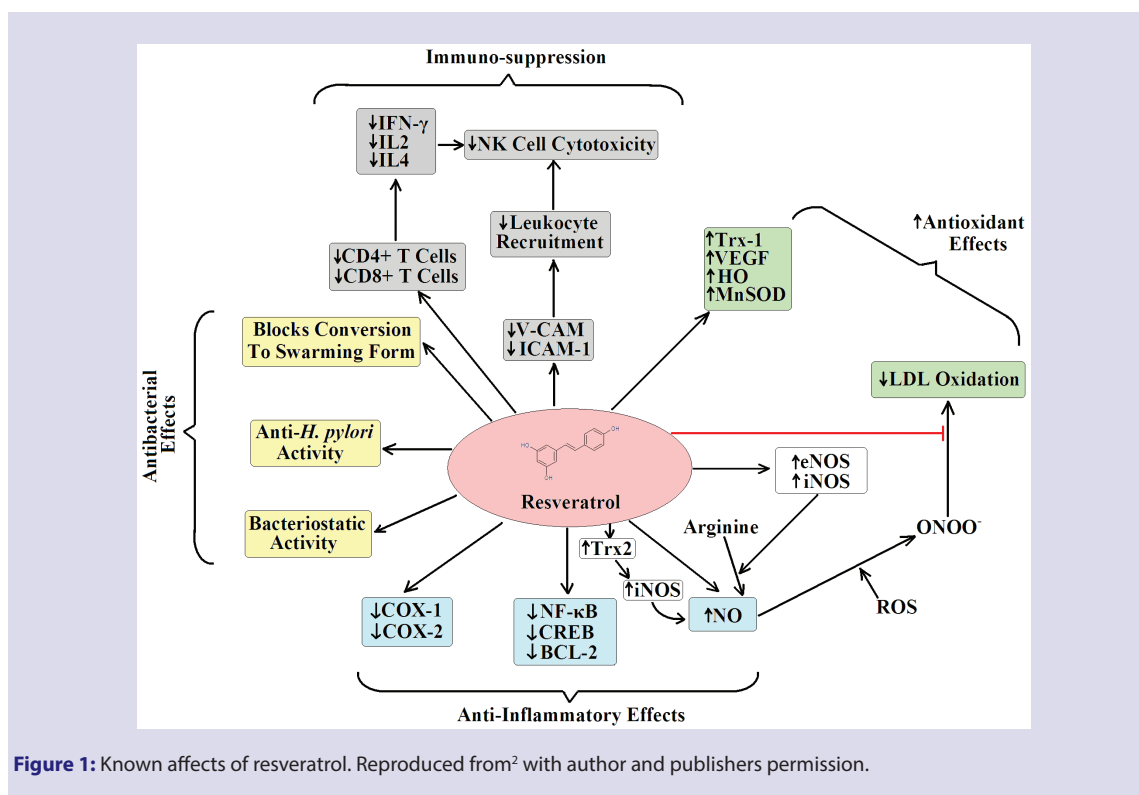 Immuno-suppression
↓IFN-γ
↓IL2
↓IL4
↓NK Cell Cytotoxicity
↓Leukocyte
Recruitment
↓CD4+ T Cells
↓CD8+ T Cells
↑Trx-1
↑VEGF
↑HO
↑MnSOD
↑Antioxidant
Effects
Blocks Conversion
To Swarming Form
↓V-CAM
↓ICAM-1
↓LDL Oxidation
Antibacterial
Effects
Anti-H. pylori
Activity
HO
OH
OH
Resveratrol
↑eNOS
↑iNOS
Bacteriostatic
Activity
↑Trx2
Arginine
ONOO⁻
↑iNOS
ROS
↓COX-1
↓COX-2
↓NF-κB
↓CREB
↓BCL-2
↑NO
Anti-Inflammatory Effects
Figure 1: Known affects of resveratrol. Reproduced from² with author and publishers permission.